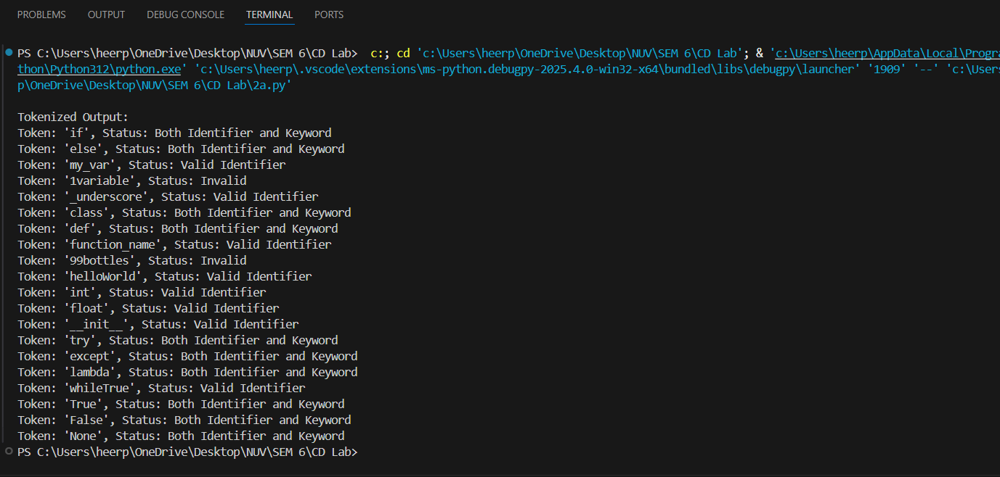 PROBLEMS OUTPUT DEBUG CONSOLE TERMINAL PORTS
PS C:\Users\heerp\OneDrive\Desktop\NUV\SEM 6\CD Lab> c:; cd 'c:\Users\heerp\OneDrive\Desktop\NUV\SEM 6\CD Lab'; & 'c:\Users\heerp\AppData\Local\Progra
thon\Python312\python.exe' 'c:\Users\heerp\.vscode\extensions\ms-python.debugpy-2025.4.0-win32-x64\bundled\libs\debugpy\launcher' '1909' '--' 'c:\Users
p\OneDrive\Desktop\NUV\SEM 6\CD Lab\2a.py'
Tokenized Output:
Token: 'if', Status: Both Identifier and Keyword
Token: 'else', Status: Both Identifier and Keyword
Token: 'my_var', Status: Valid Identifier
Token: '1variable', Status: Invalid
Token: '_underscore', Status: Valid Identifier
Token: 'class', Status: Both Identifier and Keyword
Token: 'def', Status: Both Identifier and Keyword
Token: 'function_name', Status: Valid Identifier
Token: '99bottles', Status: Invalid
Token: 'helloWorld', Status: Valid Identifier
Token: 'int', Status: Valid Identifier
Token: 'float', Status: Valid Identifier
Token: '__init__', Status: Valid Identifier
Token: 'try', Status: Both Identifier and Keyword
Token: 'except', Status: Both Identifier and Keyword
Token: 'lambda', Status: Both Identifier and Keyword
Token: 'whileTrue', Status: Valid Identifier
Token: 'True', Status: Both Identifier and Keyword
Token: 'False', Status: Both Identifier and Keyword
Token: 'None', Status: Both Identifier and Keyword
PS C:\Users\heerp\OneDrive\Desktop\NUV\SEM 6\CD Lab>